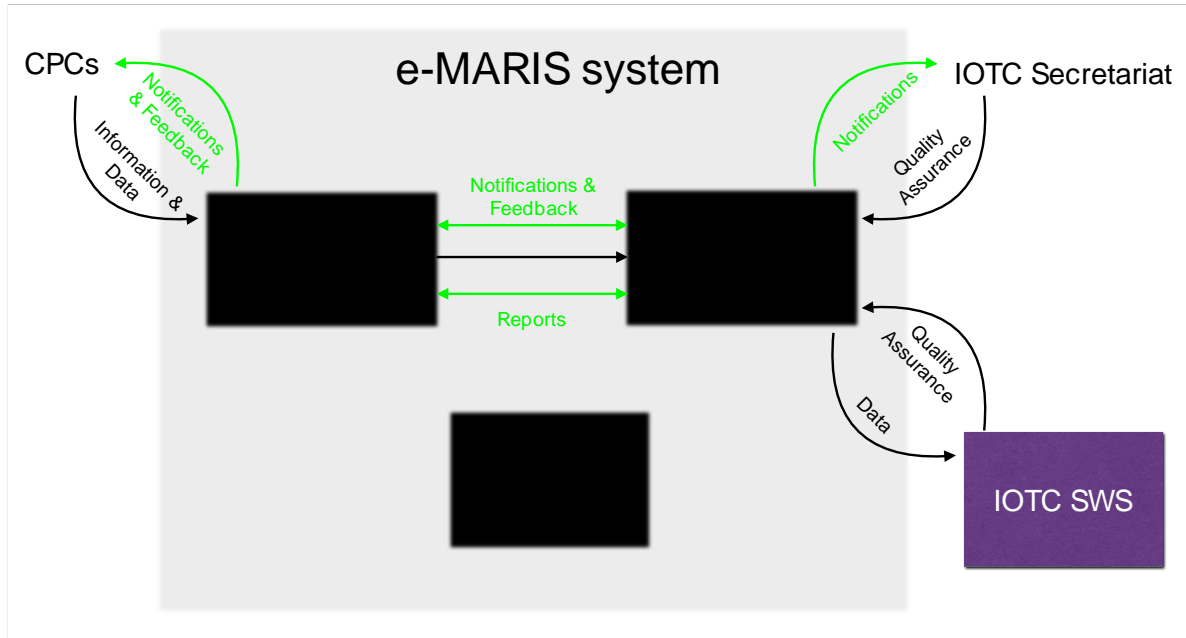 e-MARIS system
CPCs
IOTC Secretariat
Notifications
& Feedback
Information &
Data
Notifications &
Feedback
Reports
Notifications
Quality
Assurance
Quality
Assurance
Data
IOTC SWS